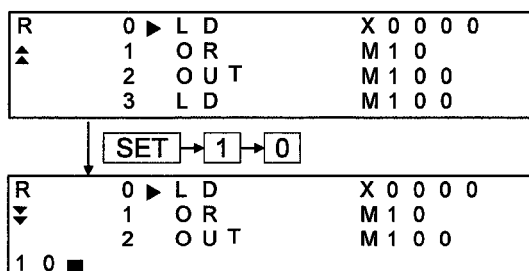 R 0 ▶ L D X 0 0 0 0
1 O R M 1 0
2 O U T M 1 0 0
3 L D M 1 0 0
SET → 1 → 0
R 0 ▶ L D X 0 0 0 0
1 O R M 1 0
2 O U T M 1 0 0
1 0 ■